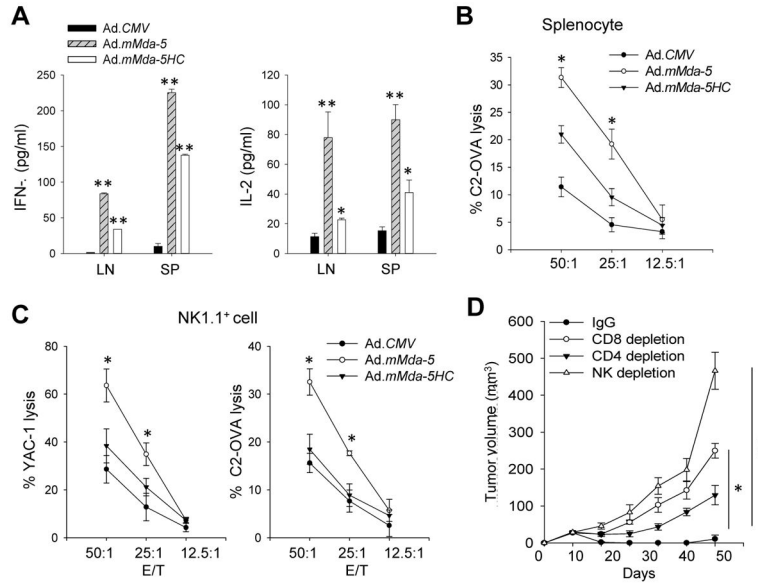 A
Ad.CMV
Ad.mMda-5
Ad.mMda-5HC
IFN-. (pg/ml)
250
200
150
100
50
0
**
**
**
**
LN SP
IL-2 (pg/ml)
120
100
80
60
40
20
0
**
*
**
*
LN SP
B
Splenocyte
Ad.CMV
Ad.mMda-5
Ad.mMda-5HC
% C2-OVA lysis
35
30
25
20
15
10
5
0
*
*
50:1 25:1 12.5:1
C
NK1.1+ cell
Ad.CMV
Ad.mMda-5
Ad.mMda-5HC
% YAC-1 lysis
80
60
40
20
0
*
*
50:1 25:1 12.5:1
E/T
% C2-OVA lysis
40
30
20
10
0
*
*
50:1 25:1 12.5:1
E/T
D
IgG
CD8 depletion
CD4 depletion
NK depletion
Tumor volume (mm3)
600
500
400
300
200
100
0
*
0 10 20 30 40 50
Days